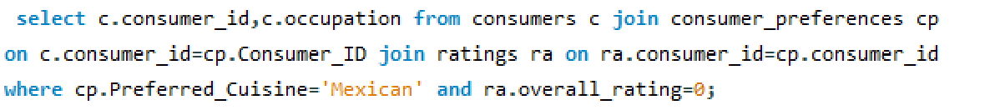 select c.consumer_id,c.occupation from consumers c join consumer_preferences cp
on c.consumer_id=cp.Consumer_ID join ratings ra on ra.consumer_id=cp.consumer_id
where cp.Preferred_Cuisine='Mexican' and ra.overall_rating=0;